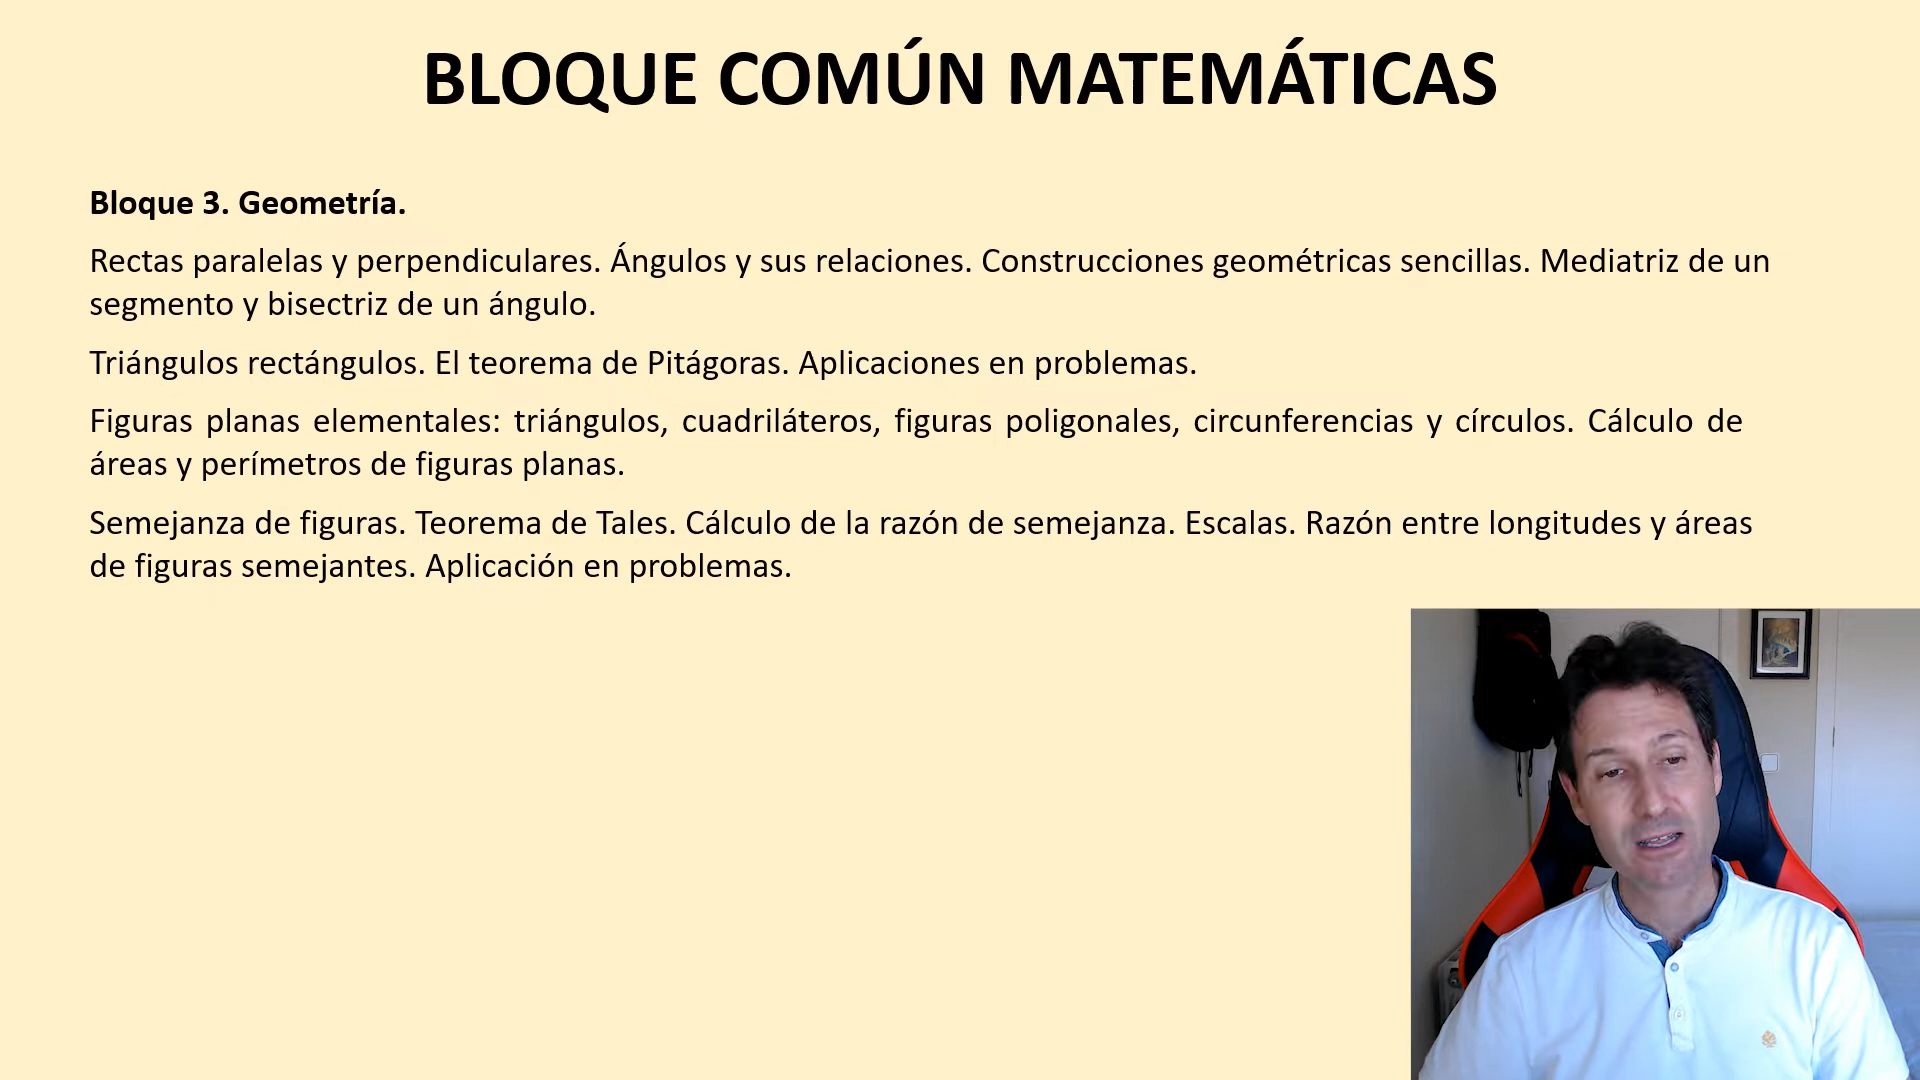 BLOQUE COMÚN MATEMÁTICAS
Bloque 3. Geometría.
Rectas paralelas y perpendiculares. Ángulos y sus relaciones. Construcciones geométricas sencillas. Mediatriz de un
segmento y bisectriz de un ángulo.
Triángulos rectángulos. El teorema de Pitágoras. Aplicaciones en problemas.
Figuras planas elementales: triángulos, cuadriláteros, figuras poligonales, circunferencias y círculos. Cálculo de
áreas y perímetros de figuras planas.
Semejanza de figuras. Teorema de Tales. Cálculo de la razón de semejanza. Escalas. Razón entre longitudes y áreas
de figuras semejantes. Aplicación en problemas.